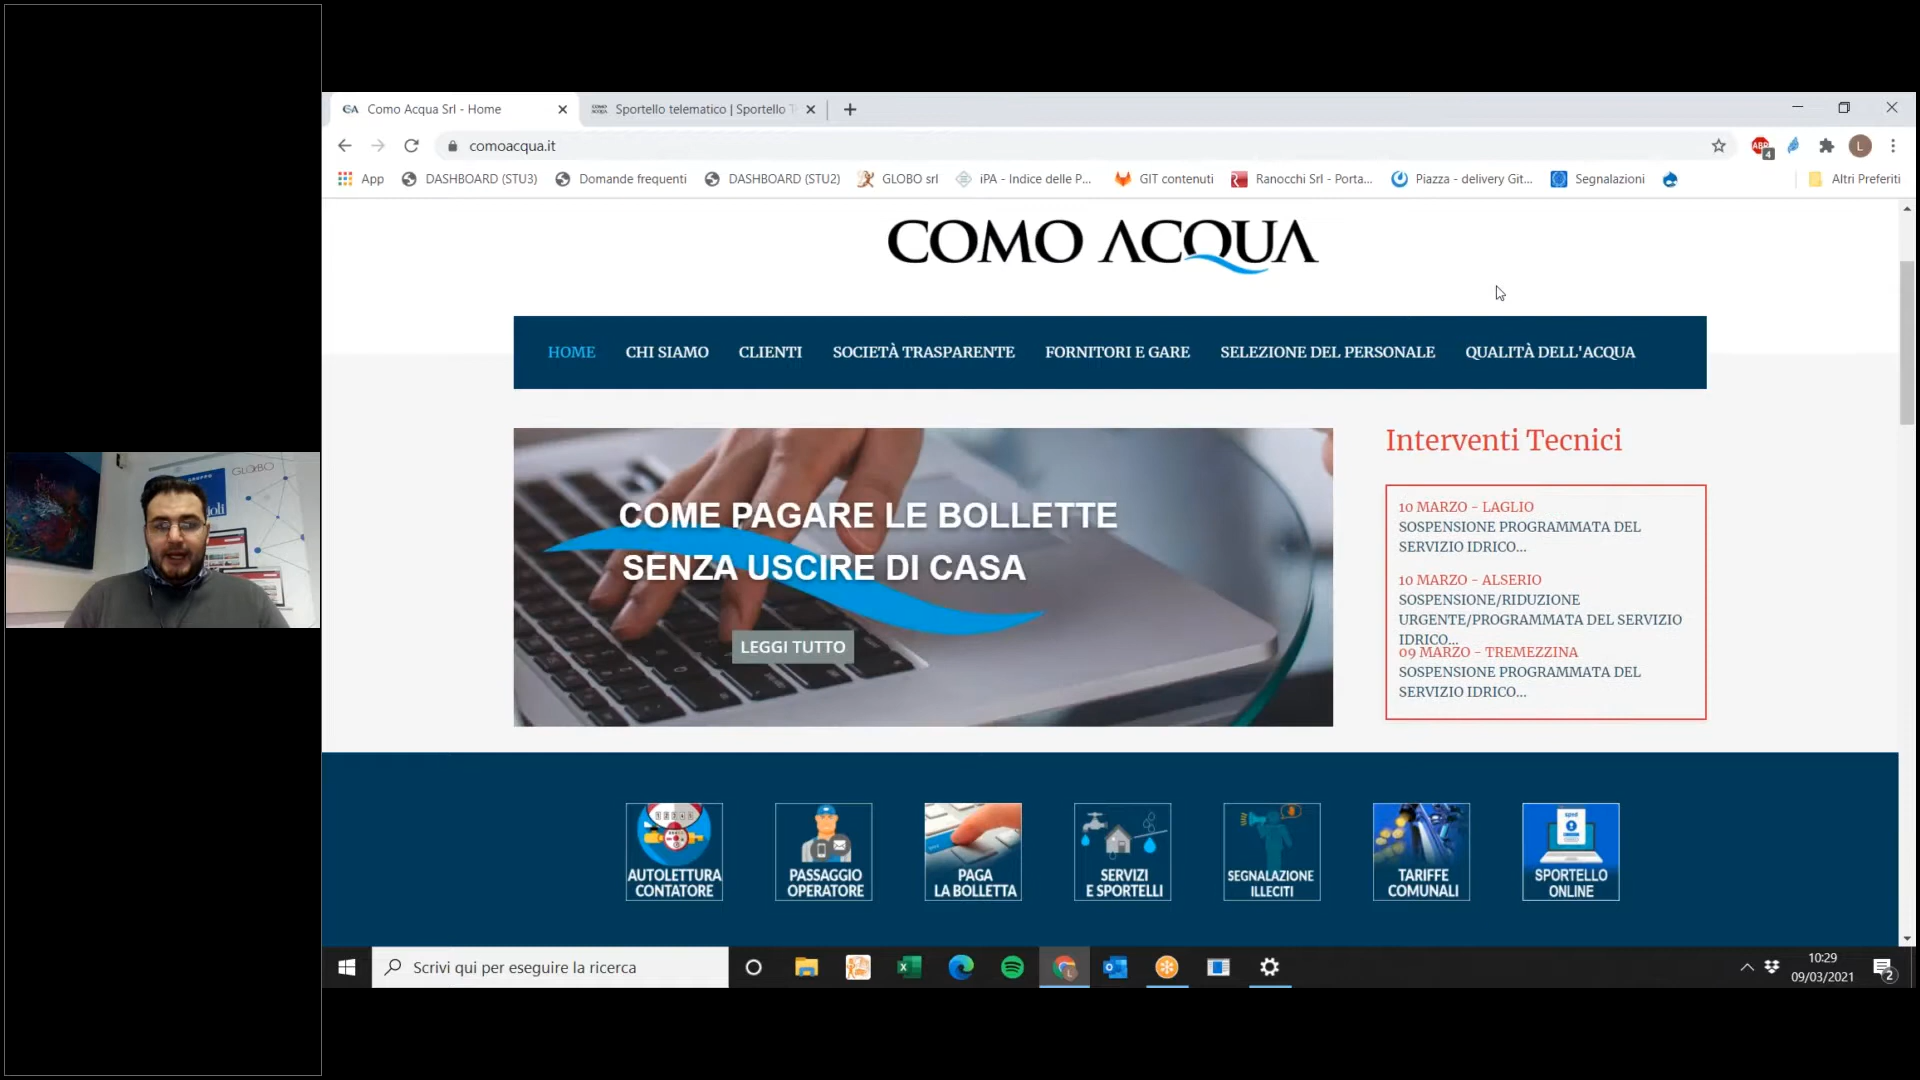 Como Acqua Srl - Home
Sportello telematico | Sportello
comoacqua.it
ABP
4
L
App
DASHBOARD (STU3)
Domande frequenti
DASHBOARD (STU2)
GLOBO srl
iPA - Indice delle P...
GIT contenuti
Ranocchi Srl - Porta...
Piazza - delivery Git...
Segnalazioni
Altri Preferiti
COMO ACQUA
HOME
CHI SIAMO
CLIENTI
SOCIETÀ TRASPARENTE
FORNITORI E GARE
SELEZIONE DEL PERSONALE
QUALITÀ DELL'ACQUA
COME PAGARE LE BOLLETTE
SENZA USCIRE DI CASA
LEGGI TUTTO
Interventi Tecnici
10 MARZO - LAGLIO
SOSPENSIONE PROGRAMMATA DEL
SERVIZIO IDRICO...
10 MARZO - ALSERIO
SOSPENSIONE/RIDUZIONE
URGENTE/PROGRAMMATA DEL SERVIZIO
IDRICO...
09 MARZO - TREMEZZINA
SOSPENSIONE PROGRAMMATA DEL
SERVIZIO IDRICO...
GLOBO
AUTOLETTURA
CONTATORE
PASSAGGIO
OPERATORE
PAGA
LA BOLLETTA
SERVIZI
E SPORTELLI
SEGNALAZIONE
ILLECITI
TARIFFE
COMUNALI
SPORTELLO
ONLINE
Scrivi qui per eseguire la ricerca
10:29
09/03/2021
2